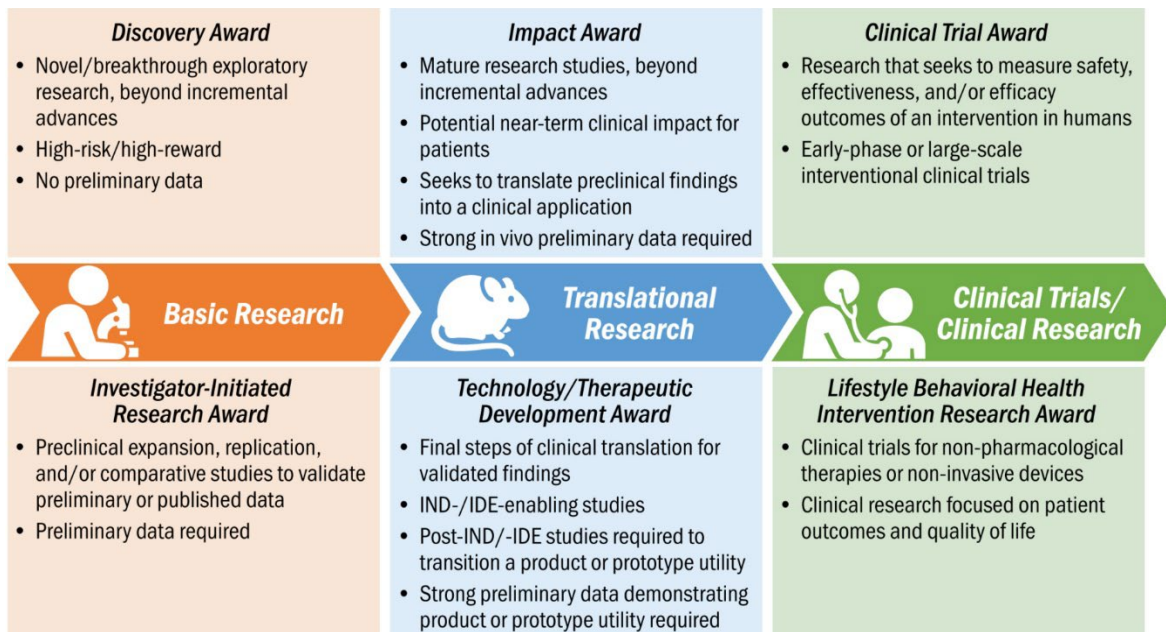 Discovery Award
• Novel/breakthrough exploratory
research, beyond incremental
advances
• High-risk/high-reward
• No preliminary data
Impact Award
• Mature research studies, beyond
incremental advances
• Potential near-term clinical impact for
patients
• Seeks to translate preclinical findings
into a clinical application
• Strong in vivo preliminary data required
Clinical Trial Award
• Research that seeks to measure safety,
effectiveness, and/or efficacy
outcomes of an intervention in humans
• Early-phase or large-scale
interventional clinical trials
Basic Research
Translational
Research
Clinical Trials/
Clinical Research
Investigator-Initiated
Research Award
• Preclinical expansion, replication,
and/or comparative studies to validate
preliminary or published data
• Preliminary data required
Technology/Therapeutic
Development Award
• Final steps of clinical translation for
validated findings
• IND-/IDE-enabling studies
• Post-IND/-IDE studies required to
transition a product or prototype utility
• Strong preliminary data demonstrating
product or prototype utility required
Lifestyle Behavioral Health
Intervention Research Award
• Clinical trials for non-pharmacological
therapies or non-invasive devices
• Clinical research focused on patient
outcomes and quality of life